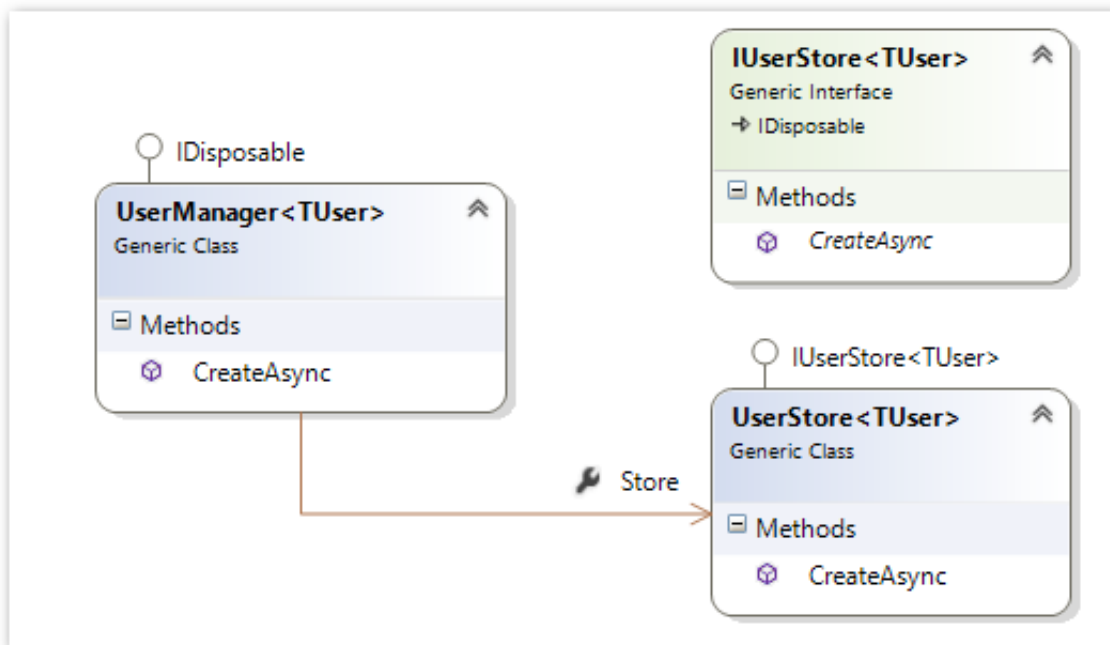 IDisposable
UserManager<TUser>
Generic Class
Methods
CreateAsync
IUserStore<TUser>
Generic Interface
IDisposable
Methods
CreateAsync
Store
IUserStore<TUser>
UserStore<TUser>
Generic Class
Methods
CreateAsync